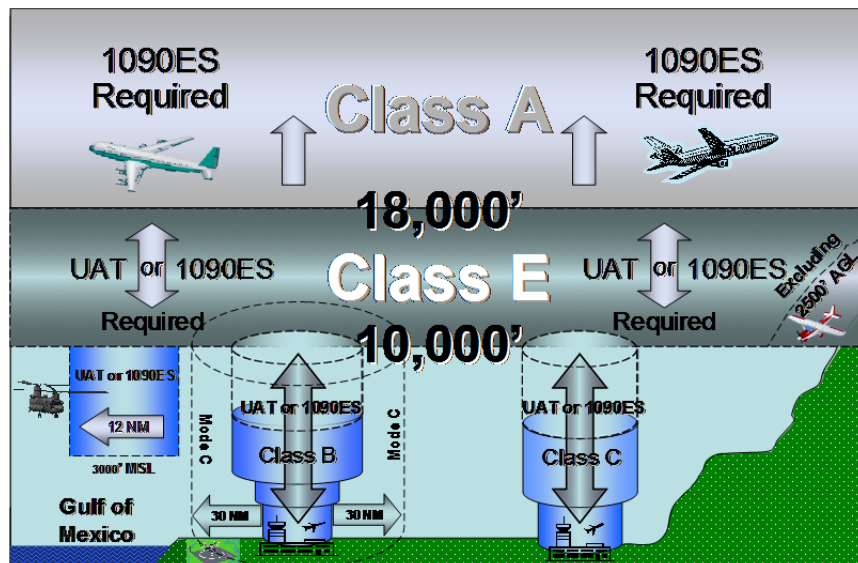 1090ES
Required
Class A
1090ES
Required
18,000’
UAT or 1090ES
Required
Class E
UAT or 1090ES
Required
Excluding
2500’ AGL
10,000’
UAT or 1090ES
12 NM
3000’ MSL
Gulf of
Mexico
Mode C
UAT or 1090ES
Class B
Mode C
30 NM
30 NM
UAT or 1090ES
Class C